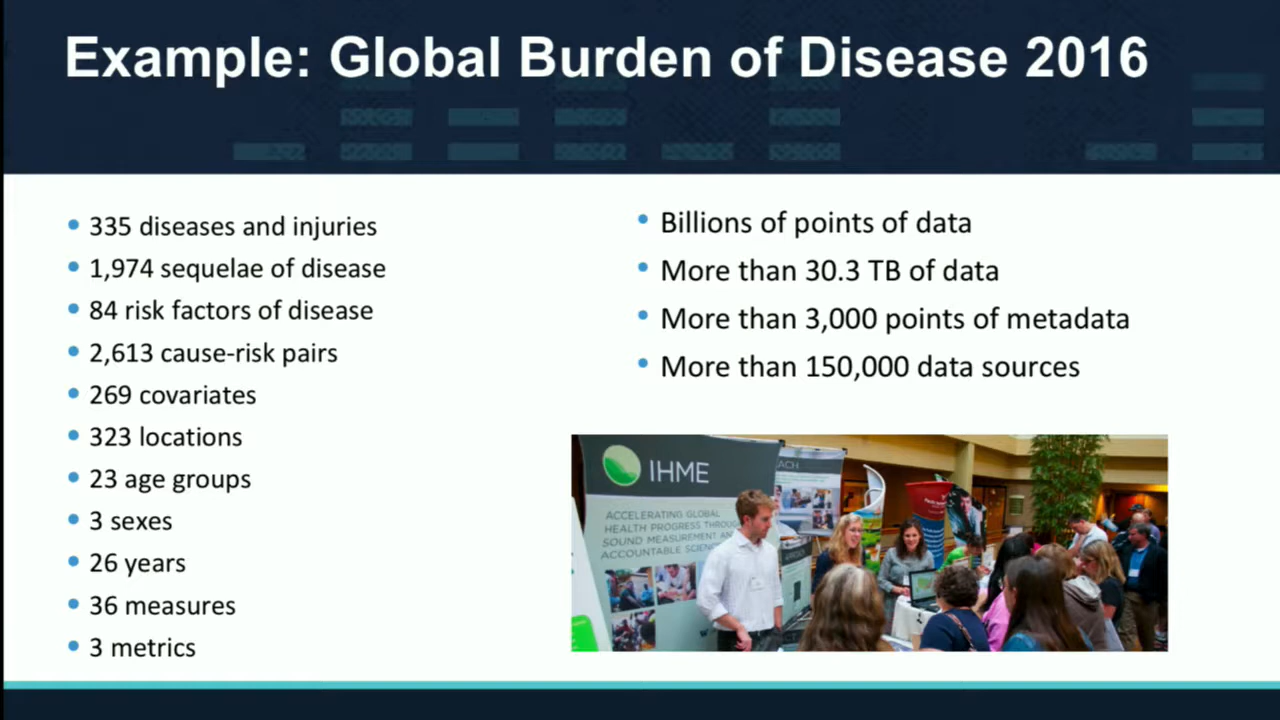 Example: Global Burden of Disease 2016
335 diseases and injuries
1,974 sequelae of disease
84 risk factors of disease
2,613 cause-risk pairs
269 covariates
323 locations
23 age groups
3 sexes
26 years
36 measures
3 metrics
Billions of points of data
More than 30.3 TB of data
More than 3,000 points of metadata
More than 150,000 data sources
IHME
ACCELERATING GLOBAL
HEALTH PROGRESS THROUG
SOUND MEASUREMENT AN
ACCOUNTABLE SCIENC